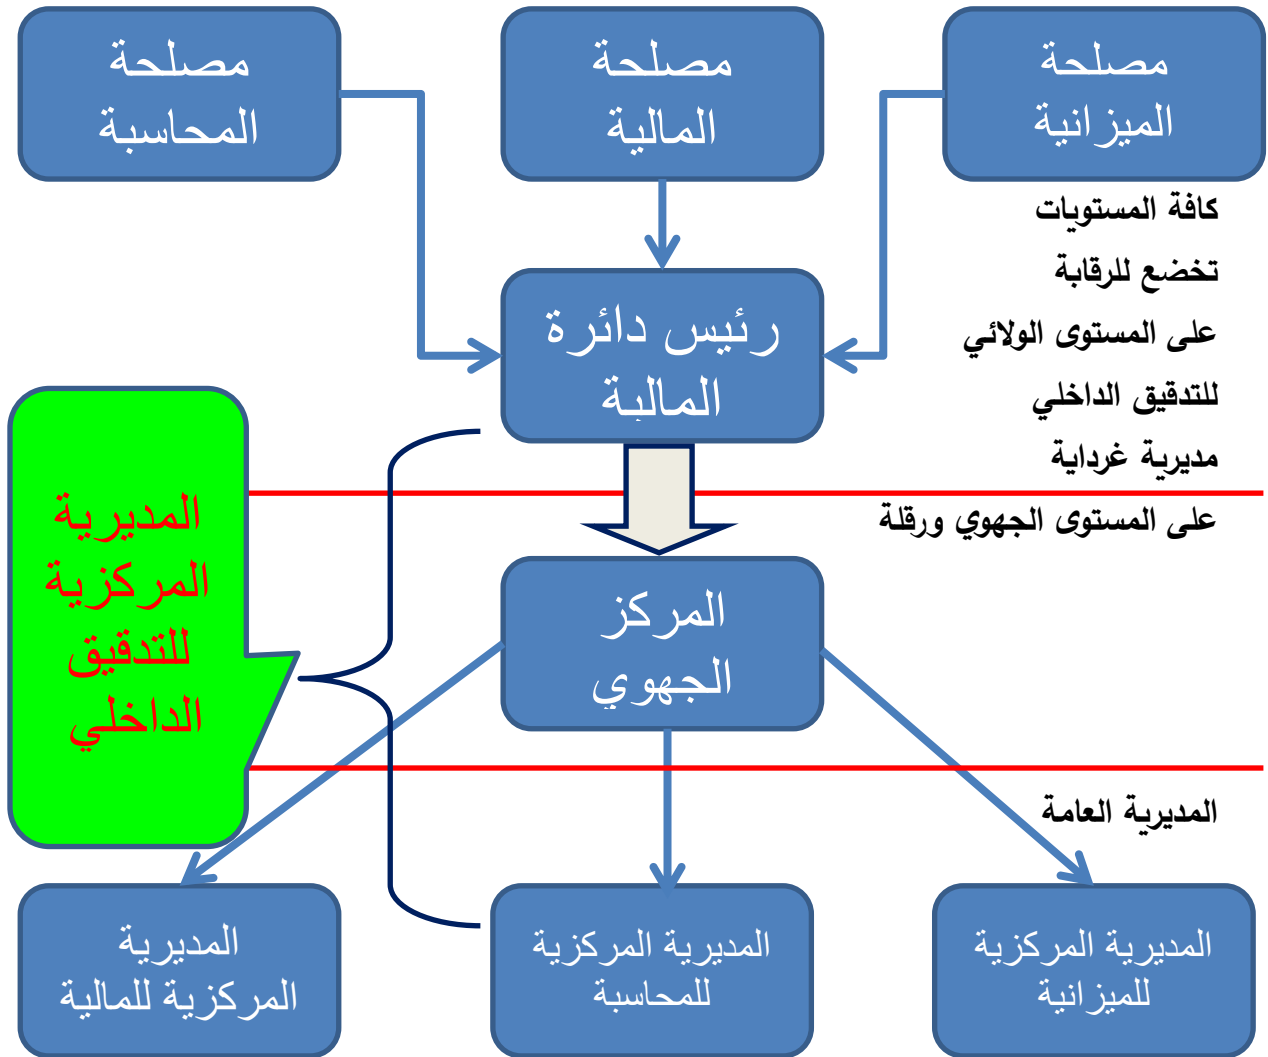 مصلحة
الميزانية
مصلحة
المالية
مصلحة
المحاسبة
كافة المستويات
تخضع للرقابة
على المستوى الولائي
للتدقيق الداخلي
مديرية غرداية
رئيس دائرة
المالية
على المستوى الجهوي ورقلة
المركز
الجهوي
المديرية
المركزية
للتدقيق
الداخلي
المديرية العامة
المديرية المركزية
للميزانية
المديرية المركزية
للمحاسبة
المديرية
المركزية للمالية